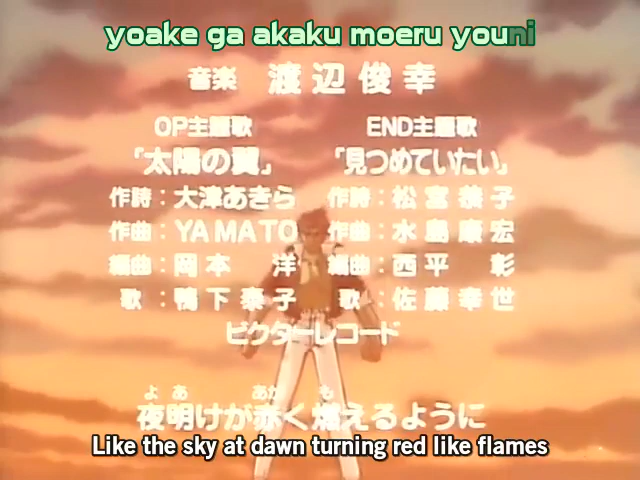 yoake ga akaku moeru youni
音楽 渡辺俊幸
OP主題歌 END主題歌
「太陽の翼」 「見つめていたい」
作詩：大津あきら 作詩：松宮恭子
作曲：YAMATO 作曲：水島康宏
編曲：岡本 洋 編曲：西平 彰
歌：鴨下泰子 歌：佐藤幸世
ビクターレコード
よ あ あか も
夜明けが赤く燃えるように
Like the sky at dawn turning red like flames